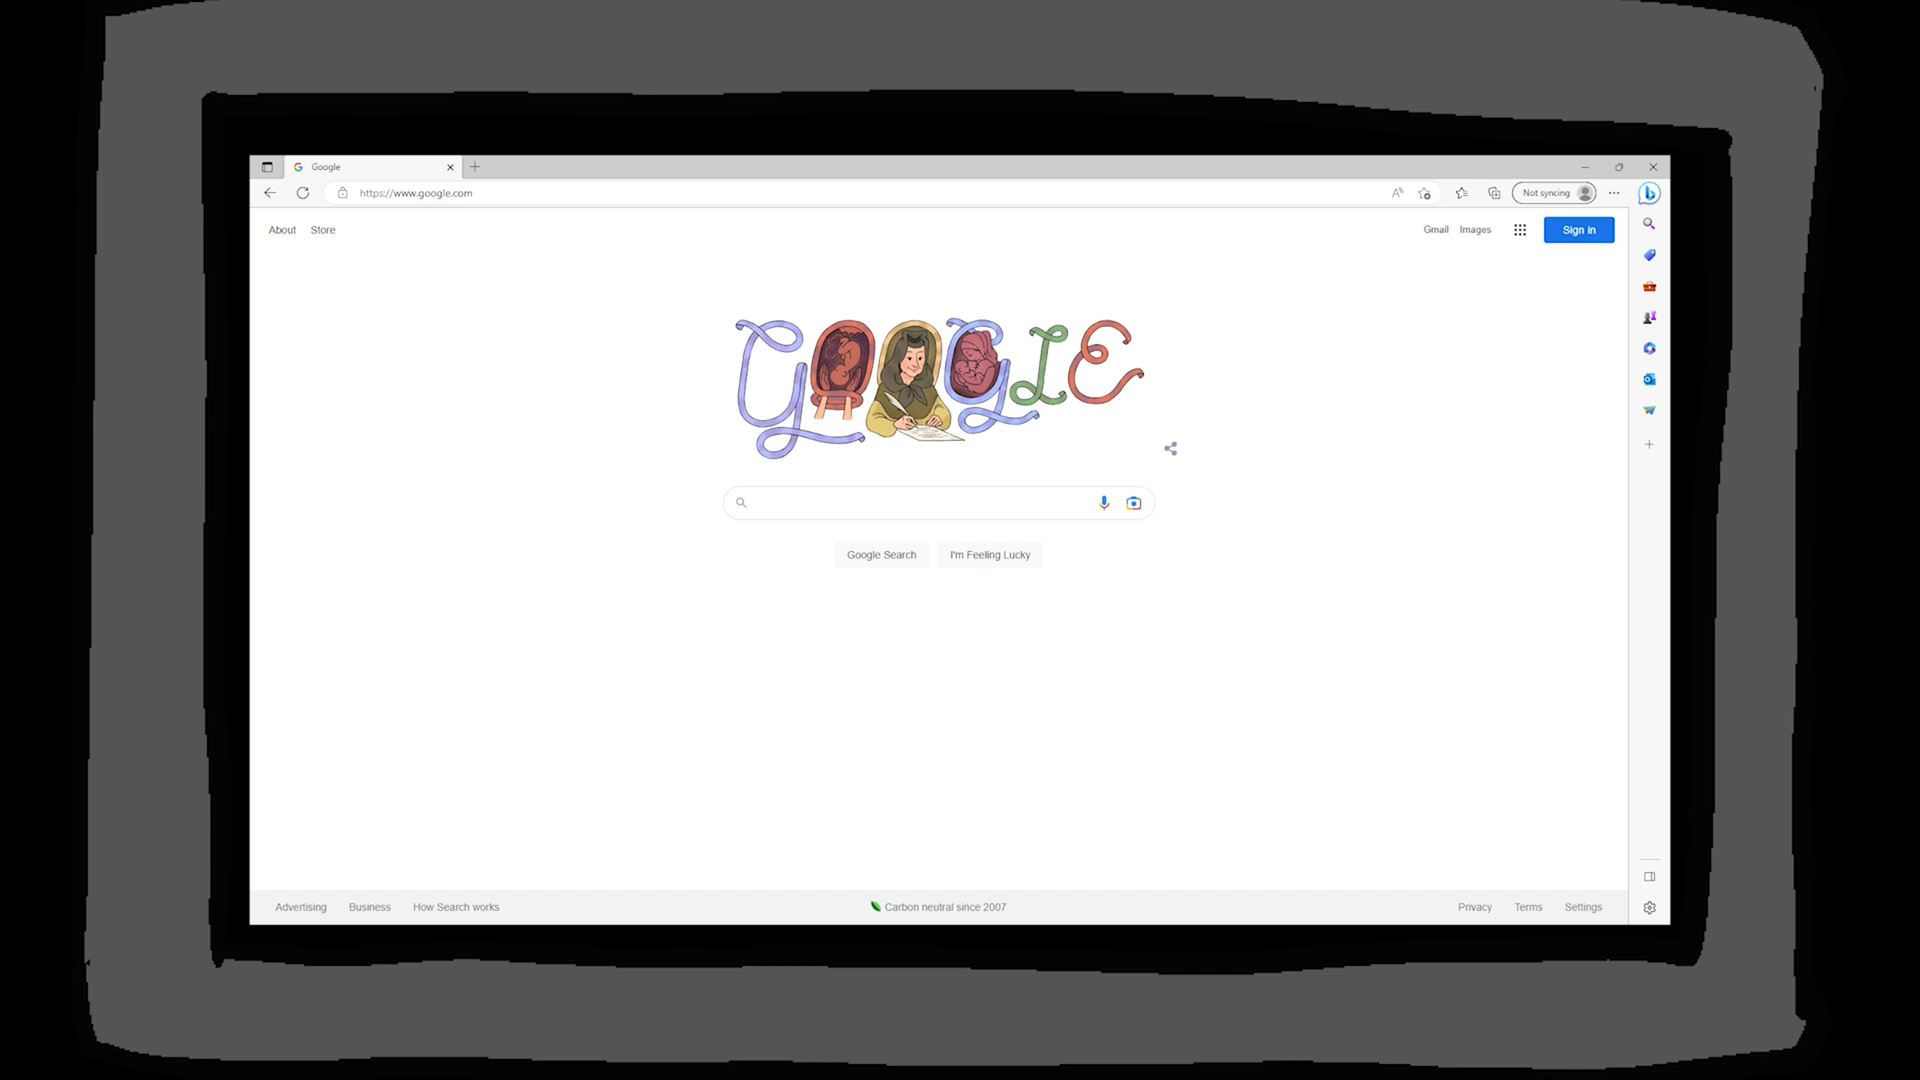 Google
https://www.google.com
Not syncing
About Store
Gmail Images
Sign in
GOOGLE
Google Search
I'm Feeling Lucky
Advertising Business How Search works
Carbon neutral since 2007
Privacy Terms Settings